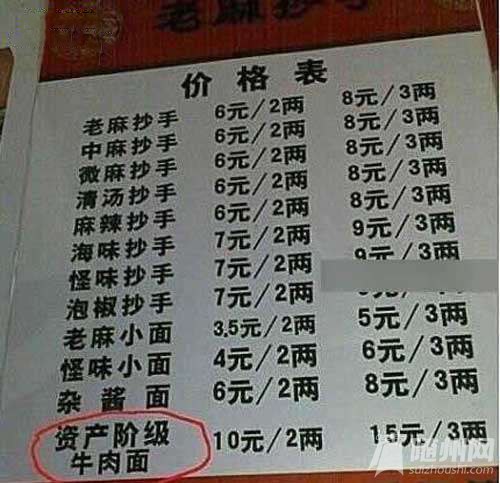 老麻抄手
价格表
老麻抄手 6元/2两 8元/3两
中麻抄手 6元/2两 8元/3两
微麻抄手 6元/2两 8元/3两
清汤抄手 6元/2两 8元/3两
麻辣抄手 6元/2两 8元/3两
海味抄手 7元/2两 9元/3两
怪味抄手 7元/2两 9元/3两
泡椒抄手 7元/2两
老麻小面 3.5元/2两 5元/3两
怪味小面 4元/2两 6元/3两
杂酱面 6元/2两 8元/3两
资产阶级
牛肉面 10元/2两 15元/3两
随州网
suizhoushi.com